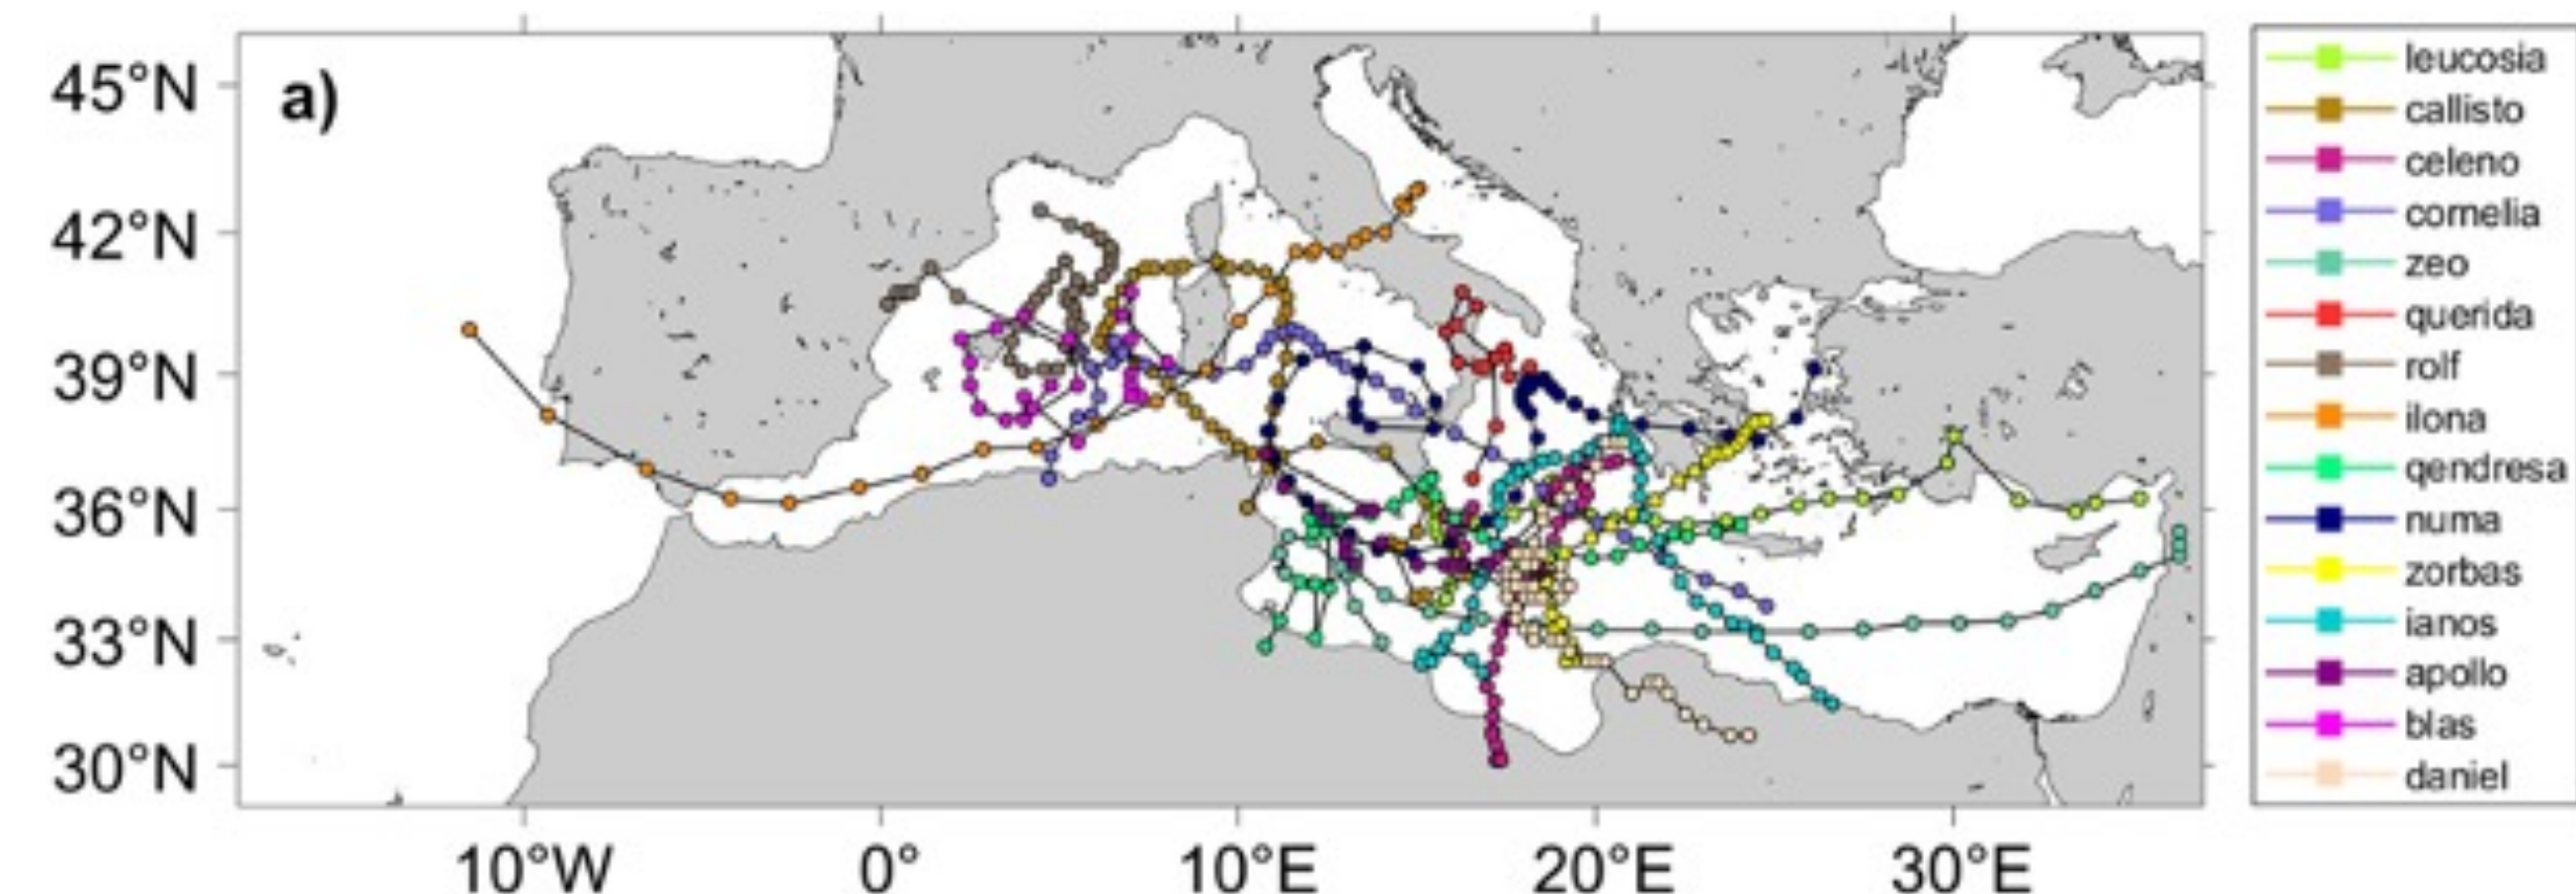 a)
45°N
42°N
39°N
36°N
33°N
30°N
10°W 0° 10°E 20°E 30°E
leucosia
callisto
celeno
cornelia
zeo
querida
rolf
ilona
qendresa
numa
zorbas
ianos
apollo
blas
daniel